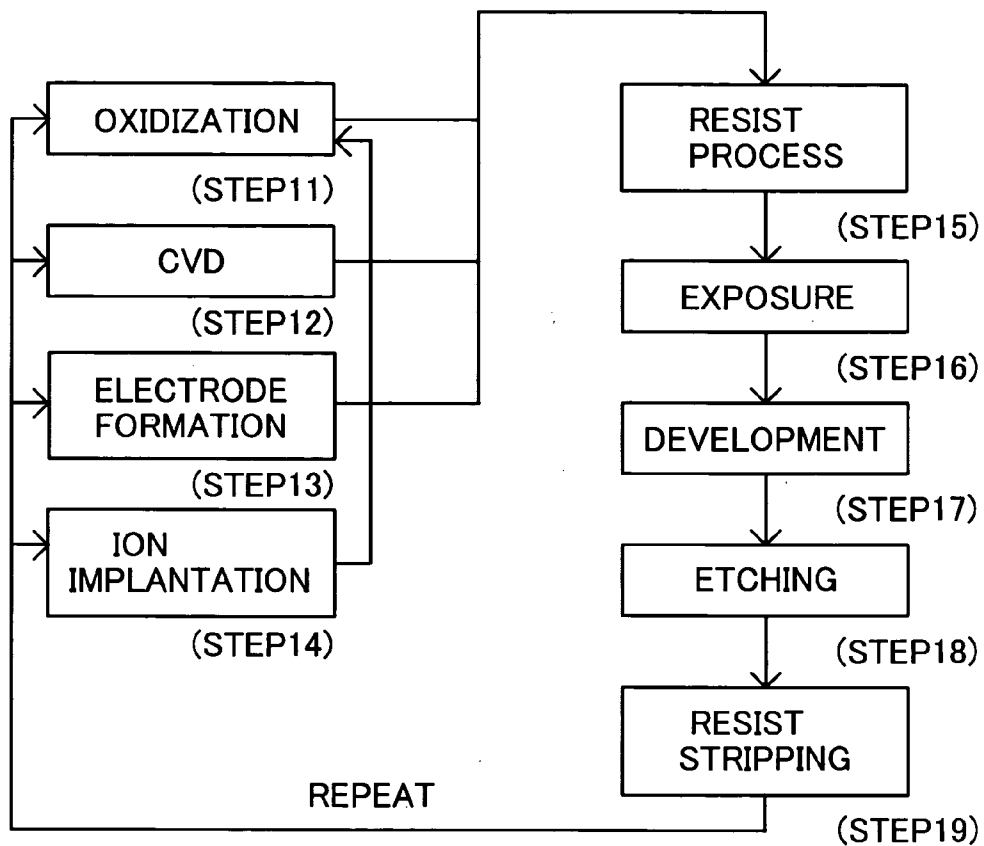 OXIDIZATION
(STEP11)
CVD
(STEP12)
ELECTRODE
FORMATION
(STEP13)
ION
IMPLANTATION
(STEP14)
RESIST
PROCESS
(STEP15)
EXPOSURE
(STEP16)
DEVELOPMENT
(STEP17)
ETCHING
(STEP18)
RESIST
STRIPPING
(STEP19)
REPEAT